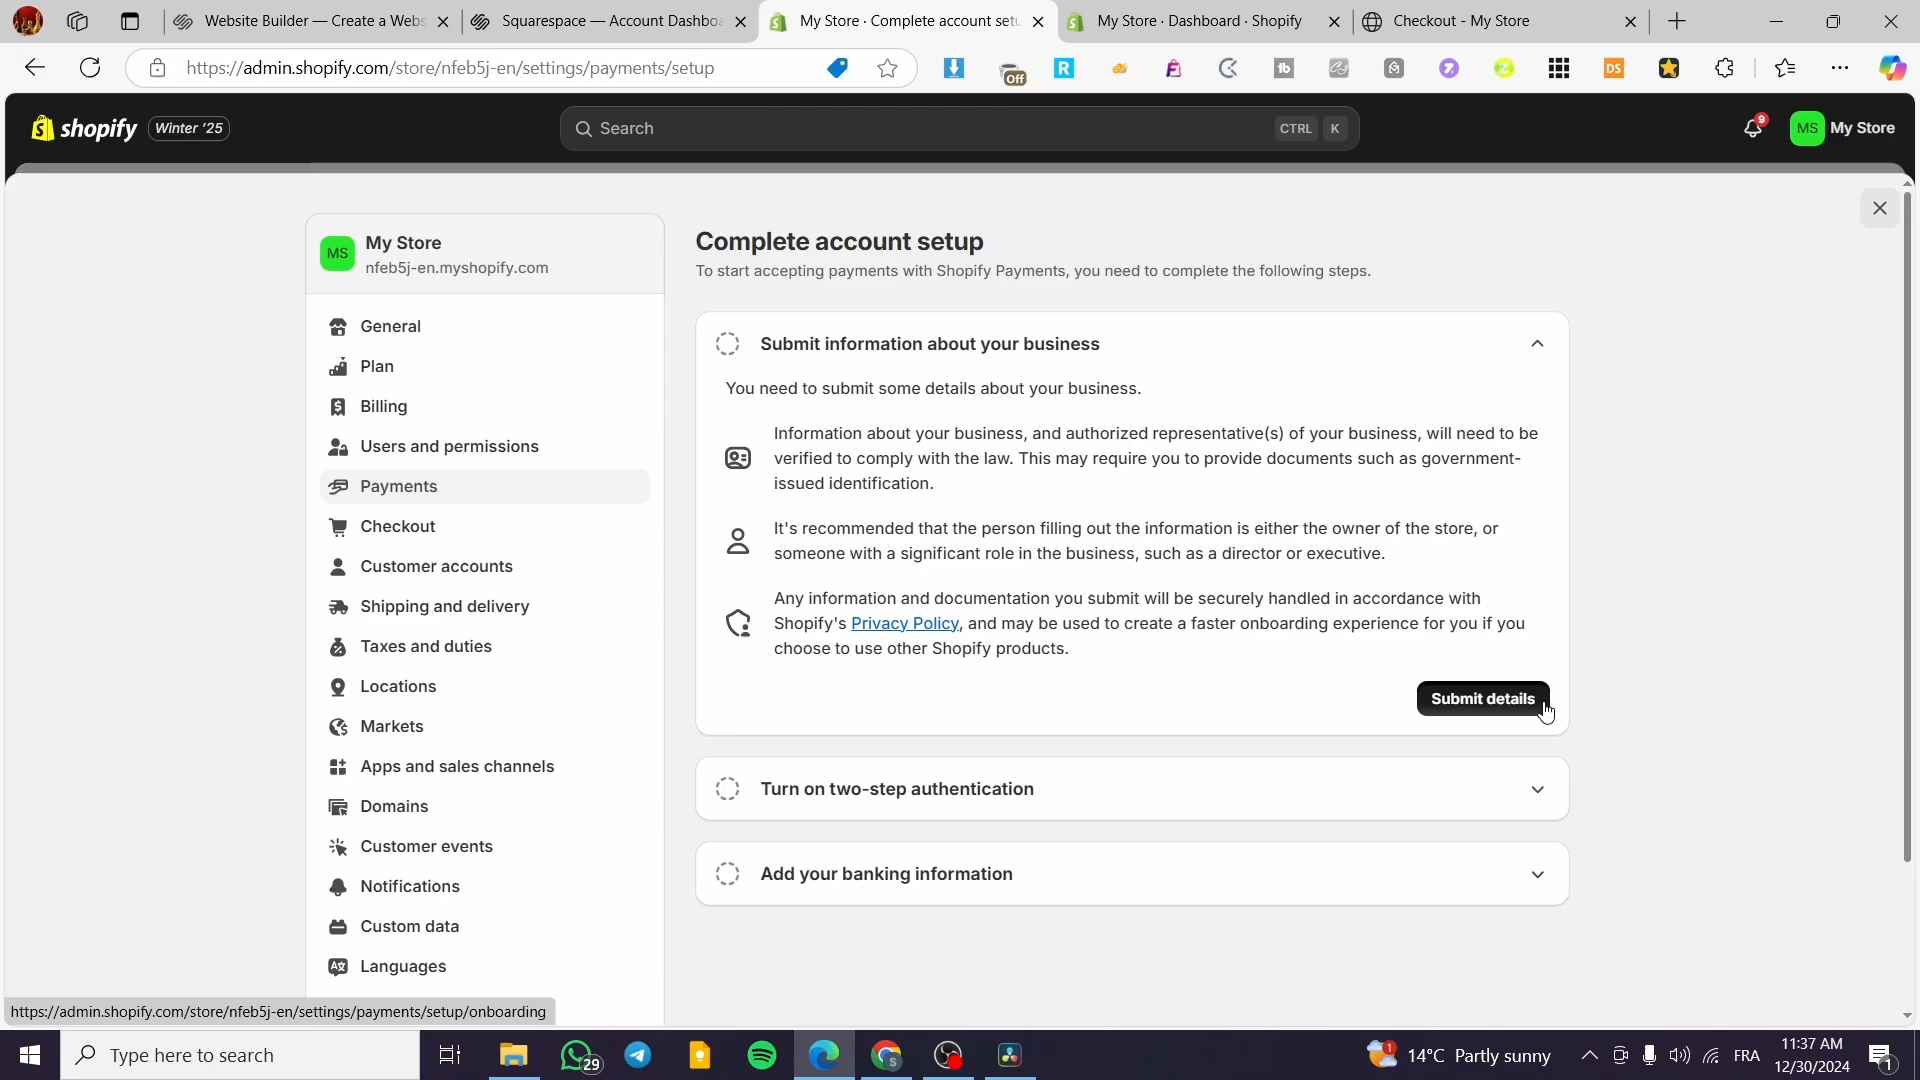 Website Builder — Create a Webs
Squarespace — Account Dashbo
My Store · Complete account setu
My Store · Dashboard · Shopify
Checkout - My Store
https://admin.shopify.com/store/nfeb5j-en/settings/payments/setup
Off
R
tb
DS
shopify
Winter '25
Search
CTRL K
9
MS
My Store
MS
My Store
nfeb5j-en.myshopify.com
General
Plan
Billing
Users and permissions
Payments
Checkout
Customer accounts
Shipping and delivery
Taxes and duties
Locations
Markets
Apps and sales channels
Domains
Customer events
Notifications
Custom data
Languages
Complete account setup
To start accepting payments with Shopify Payments, you need to complete the following steps.
Submit information about your business
You need to submit some details about your business.
Information about your business, and authorized representative(s) of your business, will need to be
verified to comply with the law. This may require you to provide documents such as government-
issued identification.
It's recommended that the person filling out the information is either the owner of the store, or
someone with a significant role in the business, such as a director or executive.
Any information and documentation you submit will be securely handled in accordance with
Shopify's Privacy Policy, and may be used to create a faster onboarding experience for you if you
choose to use other Shopify products.
Submit details
Turn on two-step authentication
Add your banking information
https://admin.shopify.com/store/nfeb5j-en/settings/payments/setup/onboarding
Type here to search
29
S
1
14°C Partly sunny
FRA
11:37 AM
12/30/2024
1